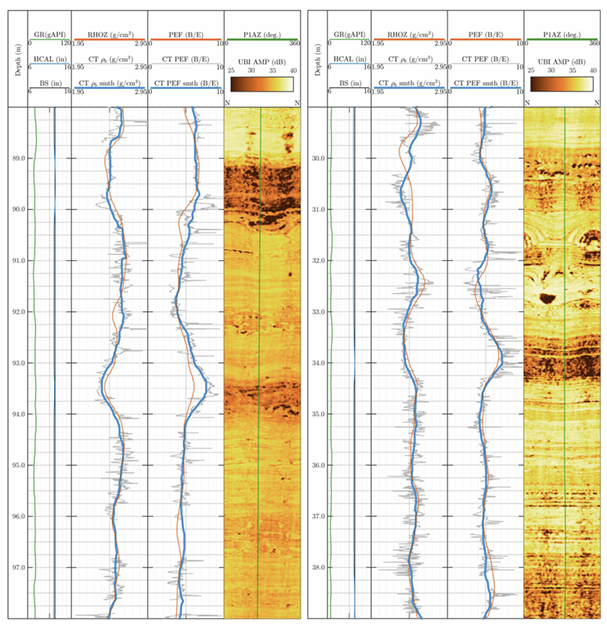 GR(gAPI) RHOZ (g/cm³) PEF (B/E) P1AZ (deg.)
0 120 1.95 2.95 0 10 0 360
HCAL (in) CT ρb (g/cm³) CT PEF (B/E) UBI AMP (dB)
6 16 1.95 2.95 0 10 25 30 35 40
BS (in) CT ρb smth (g/cm³) CT PEF smth (B/E)
6 16 1.95 2.95 0 10 N N
Depth (m)
89.0
90.0
91.0
92.0
93.0
94.0
95.0
96.0
97.0
GR(gAPI) RHOZ (g/cm³) PEF (B/E) P1AZ (deg.)
0 120 1.95 2.95 0 10 0 360
HCAL (in) CT ρb (g/cm³) CT PEF (B/E) UBI AMP (dB)
6 16 1.95 2.95 0 10 25 30 35 40
BS (in) CT ρb smth (g/cm³) CT PEF smth (B/E)
6 16 1.95 2.95 0 10 N N
Depth (m)
30.0
31.0
32.0
33.0
34.0
35.0
36.0
37.0
38.0